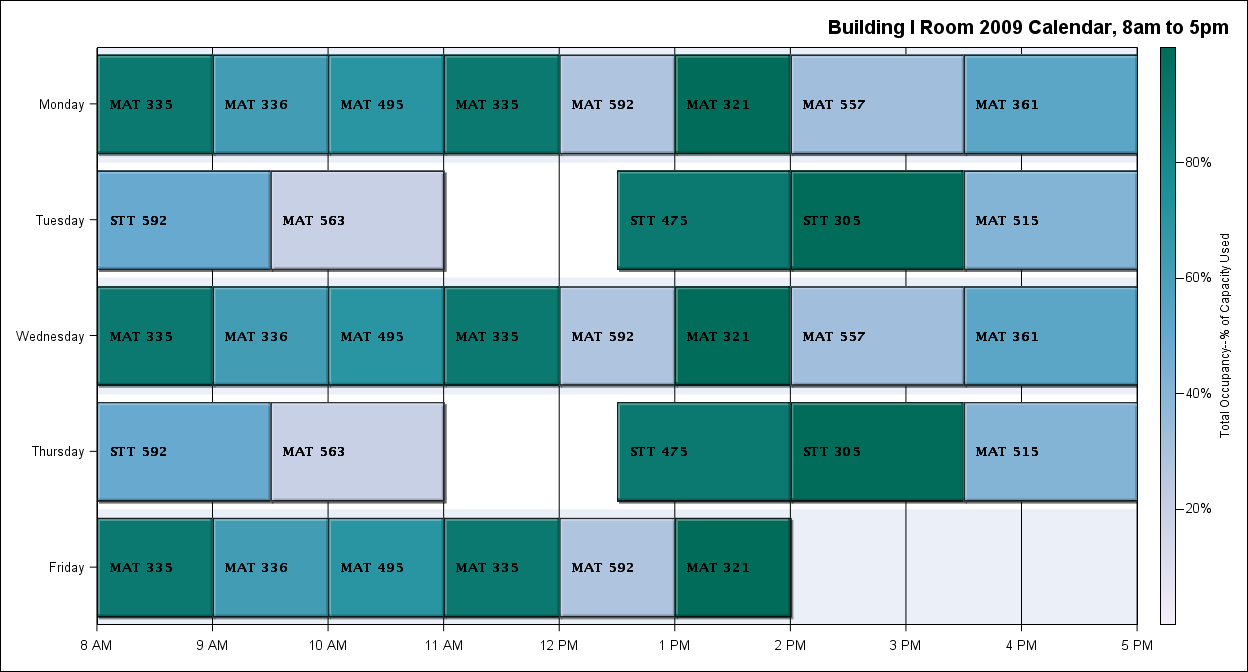 Building I Room 2009 Calendar, 8am to 5pm
Monday
MAT 335 MAT 336 MAT 495 MAT 335 MAT 592 MAT 321 MAT 557 MAT 361
Tuesday
STT 592 MAT 563 STT 475 STT 305 MAT 515
Wednesday
MAT 335 MAT 336 MAT 495 MAT 335 MAT 592 MAT 321 MAT 557 MAT 361
Thursday
STT 592 MAT 563 STT 475 STT 305 MAT 515
Friday
MAT 335 MAT 336 MAT 495 MAT 335 MAT 592 MAT 321
8 AM 9 AM 10 AM 11 AM 12 PM 1 PM 2 PM 3 PM 4 PM 5 PM
80%
60%
40%
20%
Total Occupancy--% of Capacity Used